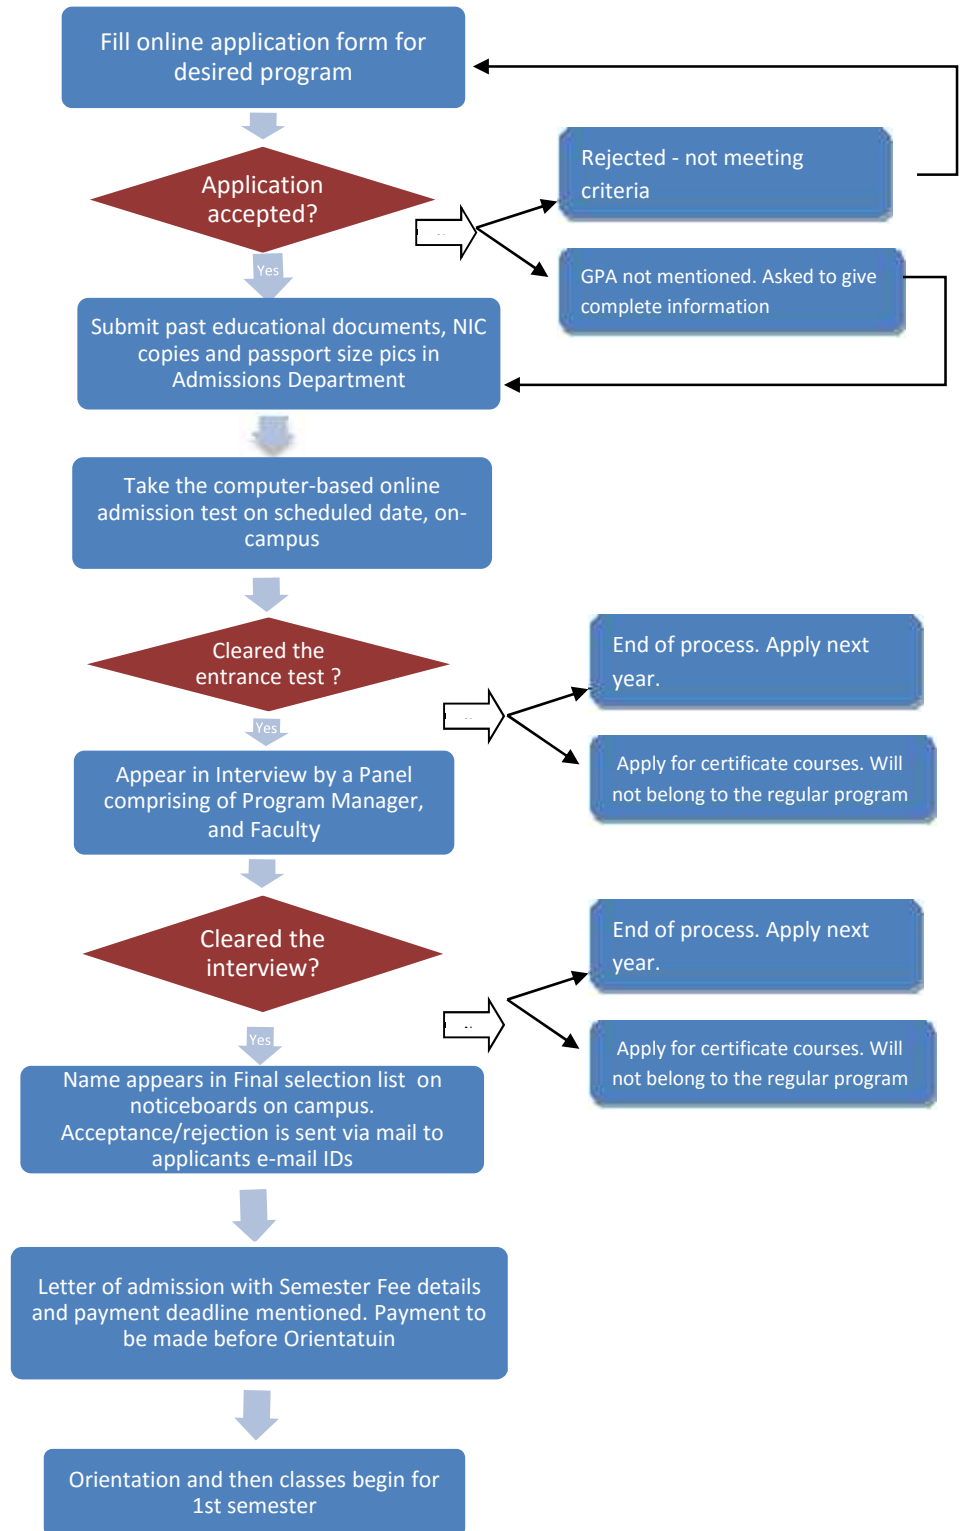 Fill online application form for
desired program
Application
accepted?
Rejected - not meeting
criteria
Yes
GPA not mentioned. Asked to give
complete information
Submit past educational documents, NIC
copies and passport size pics in
Admissions Department
Take the computer-based online
admission test on scheduled date, on-
campus
Cleared the
entrance test ?
End of process. Apply next
year.
Yes
Apply for certificate courses. Will
not belong to the regular program
Appear in Interview by a Panel
comprising of Program Manager,
and Faculty
Cleared the
interview?
End of process. Apply next
year.
Yes
Apply for certificate courses. Will
not belong to the regular program
Name appears in Final selection list on
noticeboards on campus.
Acceptance/rejection is sent via mail to
applicants e-mail IDs
Letter of admission with Semester Fee details
and payment deadline mentioned. Payment to
be made before Orientatuin
Orientation and then classes begin for
1st semester